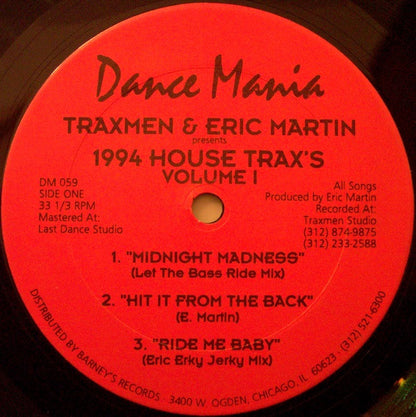 Dance Mania
TRAXMEN & ERIC MARTIN
presents
1994 HOUSE TRAX'S
VOLUME I
DM 059
SIDE ONE
33 1/3 RPM
Mastered At:
Last Dance Studio
All Songs
Produced by Eric Martin
Recorded At:
Traxmen Studio
(312) 874-9875
(312) 233-2588
1. "MIDNIGHT MADNESS"
(Let The Bass Ride Mix)
2. "HIT IT FROM THE BACK"
(E. Martin)
3. "RIDE ME BABY"
(Eric Erky Jerky Mix)
DISTRIBUTED BY BARNEY'S RECORDS · 3400 W. OGDEN, CHICAGO, IL 60623 · (312) 521-6300